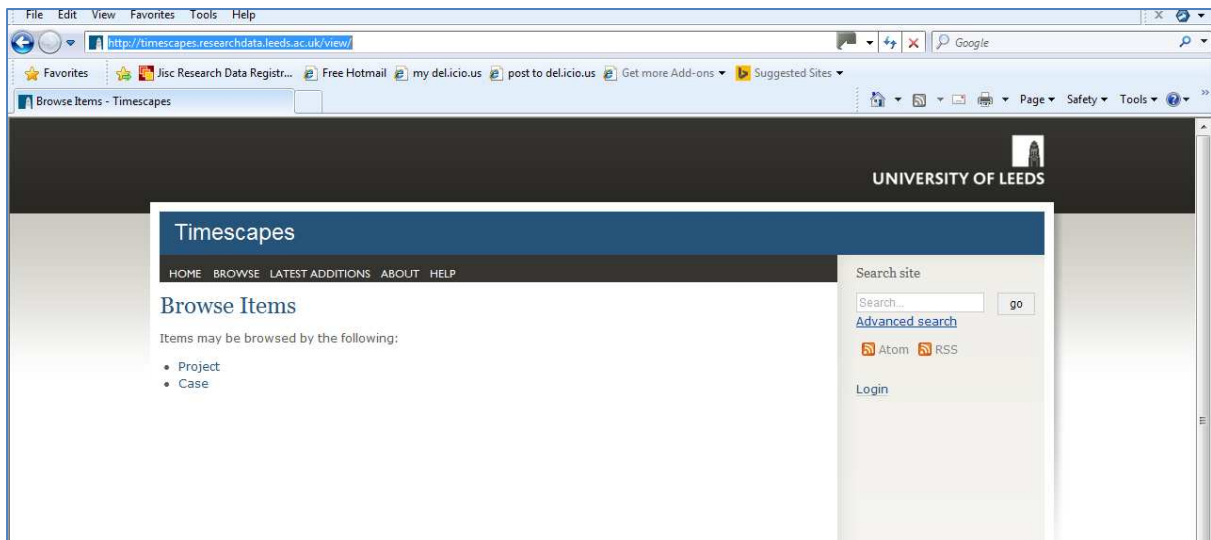 File Edit View Favorites Tools Help
http://timescapes.researchdata.leeds.ac.uk/view/
Google
Favorites Jisc Research Data Registr... Free Hotmail my del.icio.us post to del.icio.us Get more Add-ons Suggested Sites
Browse Items - Timescapes
Page Safety Tools
UNIVERSITY OF LEEDS
Timescapes
HOME BROWSE LATEST ADDITIONS ABOUT HELP
Search site
Browse Items
Search...
go
Advanced search
Items may be browsed by the following:
Atom RSS
• Project
• Case
Login